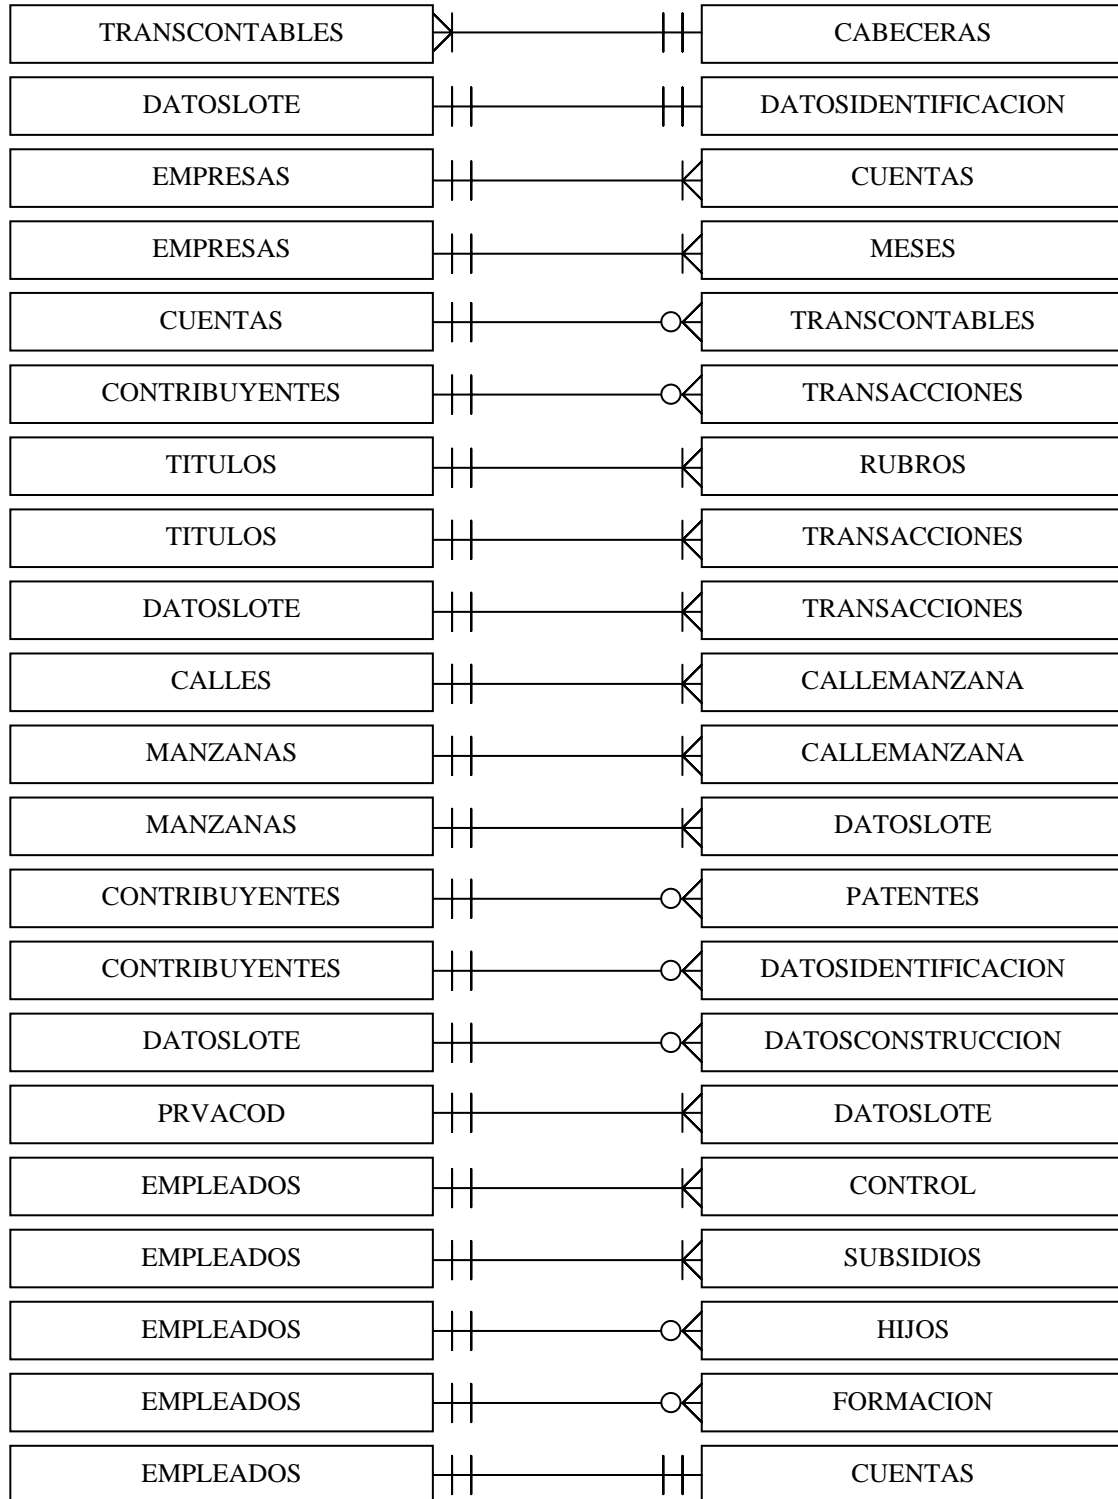 TRANSCONTABLES CABECERAS
DATOSLOTE DATOSIDENTIFICACION
EMPRESAS CUENTAS
EMPRESAS MESES
CUENTAS TRANSCONTABLES
CONTRIBUYENTES TRANSACCIONES
TITULOS RUBROS
TITULOS TRANSACCIONES
DATOSLOTE TRANSACCIONES
CALLES CALLEMANZANA
MANZANAS CALLEMANZANA
MANZANAS DATOSLOTE
CONTRIBUYENTES PATENTES
CONTRIBUYENTES DATOSIDENTIFICACION
DATOSLOTE DATOSCONSTRUCCION
PRVACOD DATOSLOTE
EMPLEADOS CONTROL
EMPLEADOS SUBSIDIOS
EMPLEADOS HIJOS
EMPLEADOS FORMACION
EMPLEADOS CUENTAS